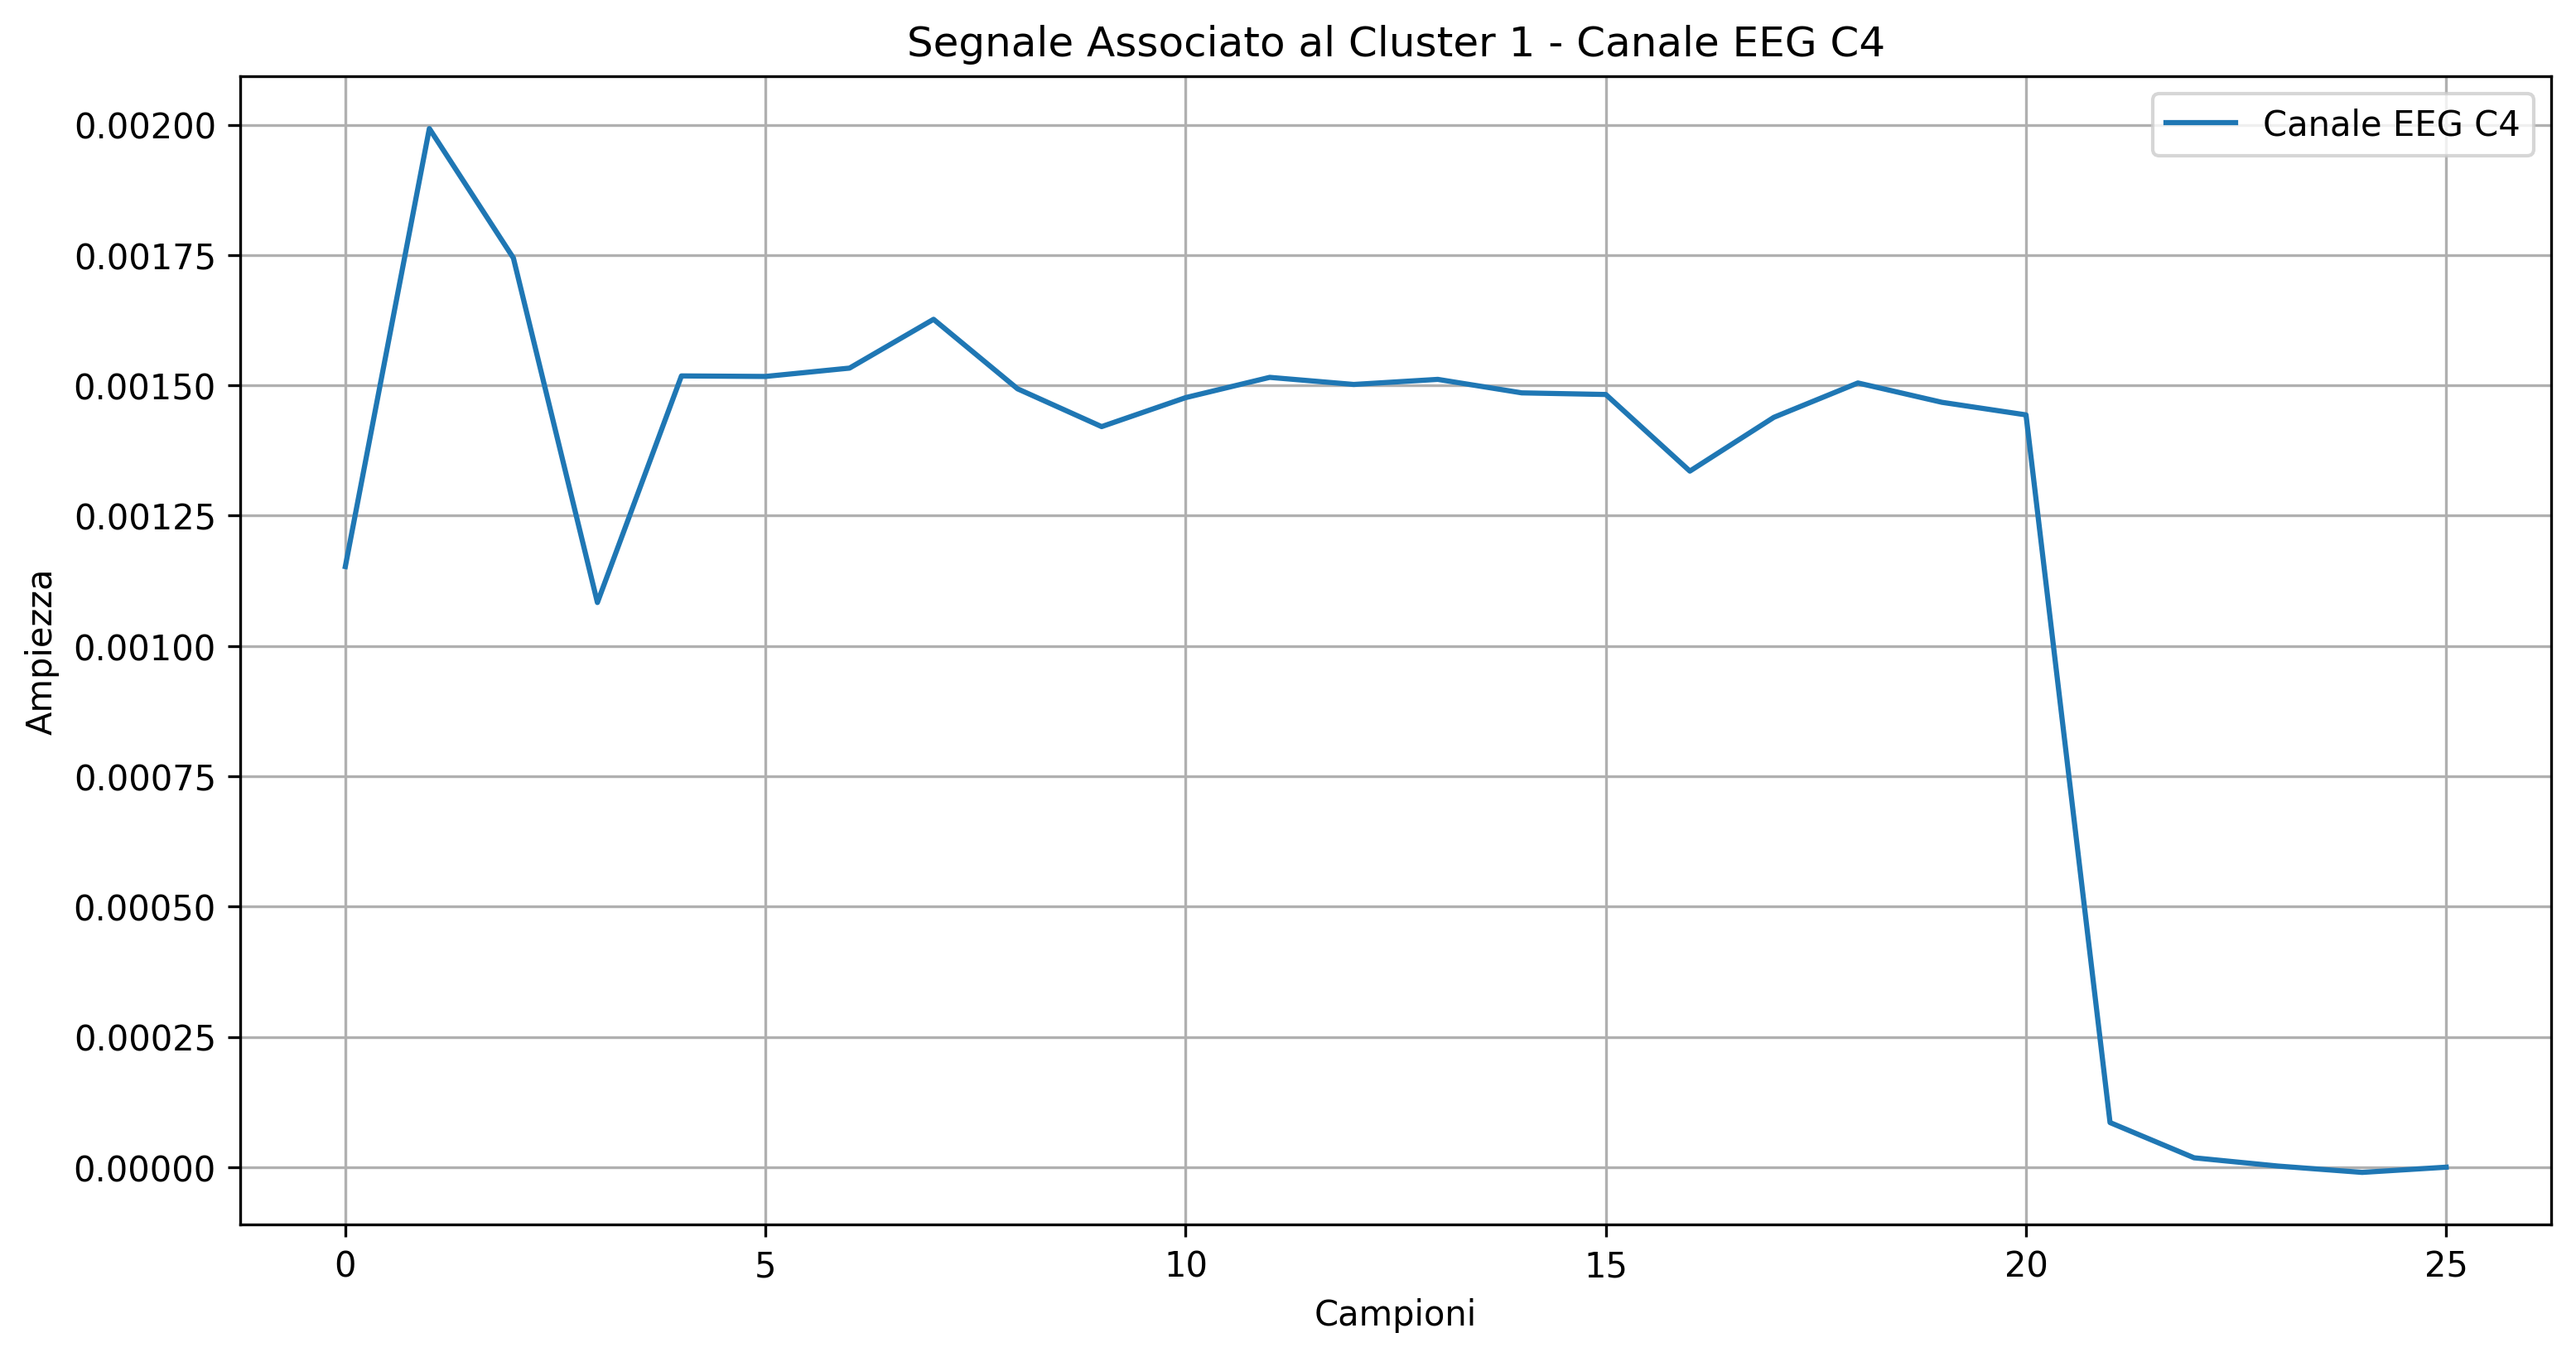 Segnale Associato al Cluster 1 - Canale EEG C4
Canale EEG C4
0.00200
0.00175
0.00150
0.00125
0.00100
0.00075
0.00050
0.00025
0.00000
Ampiezza
0 5 10 15 20 25
Campioni